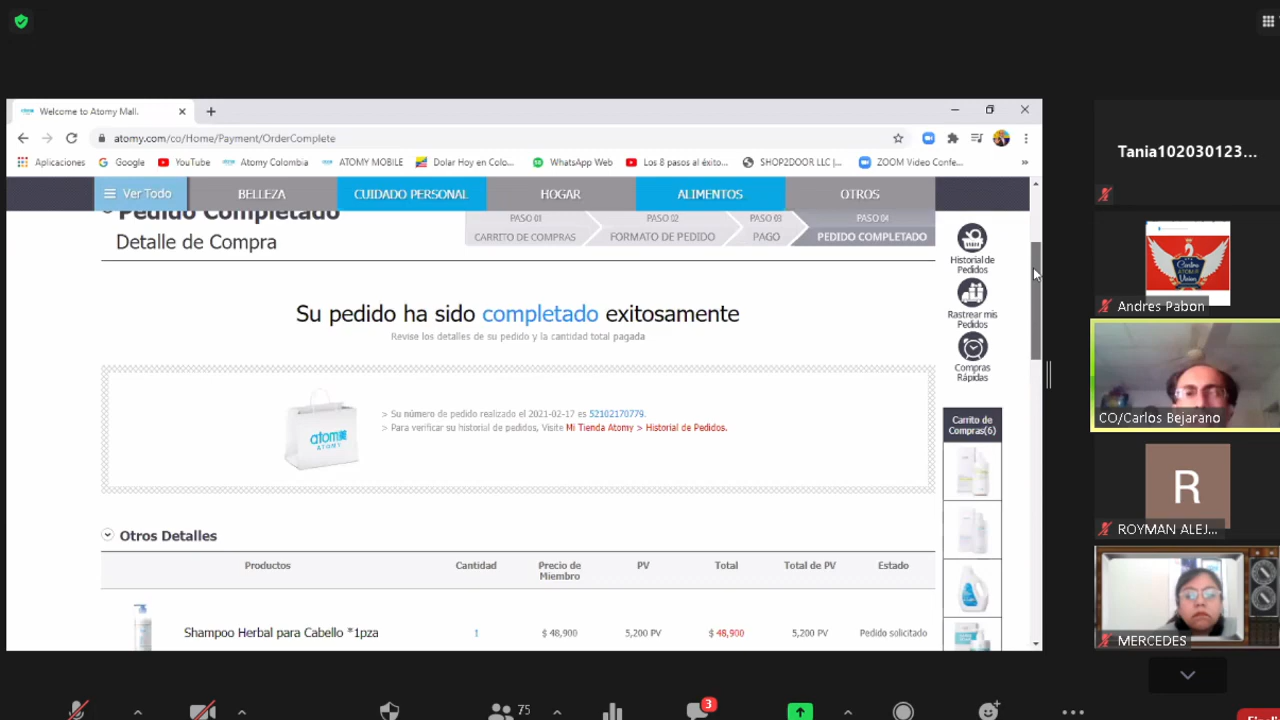 Welcome to Atomy Mall.
atomy.com/co/Home/Payment/OrderComplete
Aplicaciones
Google
YouTube
Atomy Colombia
ATOMY MOBILE
Dolar Hoy en Colo...
WhatsApp Web
Los 8 pasos al éxito...
SHOP2DOOR LLC |...
ZOOM Video Confe...
»
Ver Todo
BELLEZA
CUIDADO PERSONAL
HOGAR
ALIMENTOS
OTROS
Pedido Completado
Detalle de Compra
PASO 01
CARRITO DE COMPRAS
PASO 02
FORMATO DE PEDIDO
PASO 03
PAGO
PASO 04
PEDIDO COMPLETADO
Su pedido ha sido completado exitosamente
Revise los detalles de su pedido y la cantidad total pagada
> Su número de pedido realizado el 2021-02-17 es 52102170779.
> Para verificar su historial de pedidos, Visite Mi Tienda Atomy > Historial de Pedidos.
atom美
ATOMY
Historial de
Pedidos
Rastrear mis
Pedidos
Compras
Rápidas
Carrito de
Compras(6)
Otros Detalles
Productos
Cantidad
Precio de
Miembro
PV
Total
Total de PV
Estado
Shampoo Herbal para Cabello *1pza
1
$ 48,900
5,200 PV
$ 48,900
5,200 PV
Pedido solicitado
Tania102030123...
Andres Pabon
CO/Carlos Bejarano
R
ROYMAN ALEJ...
MERCEDES
75
3